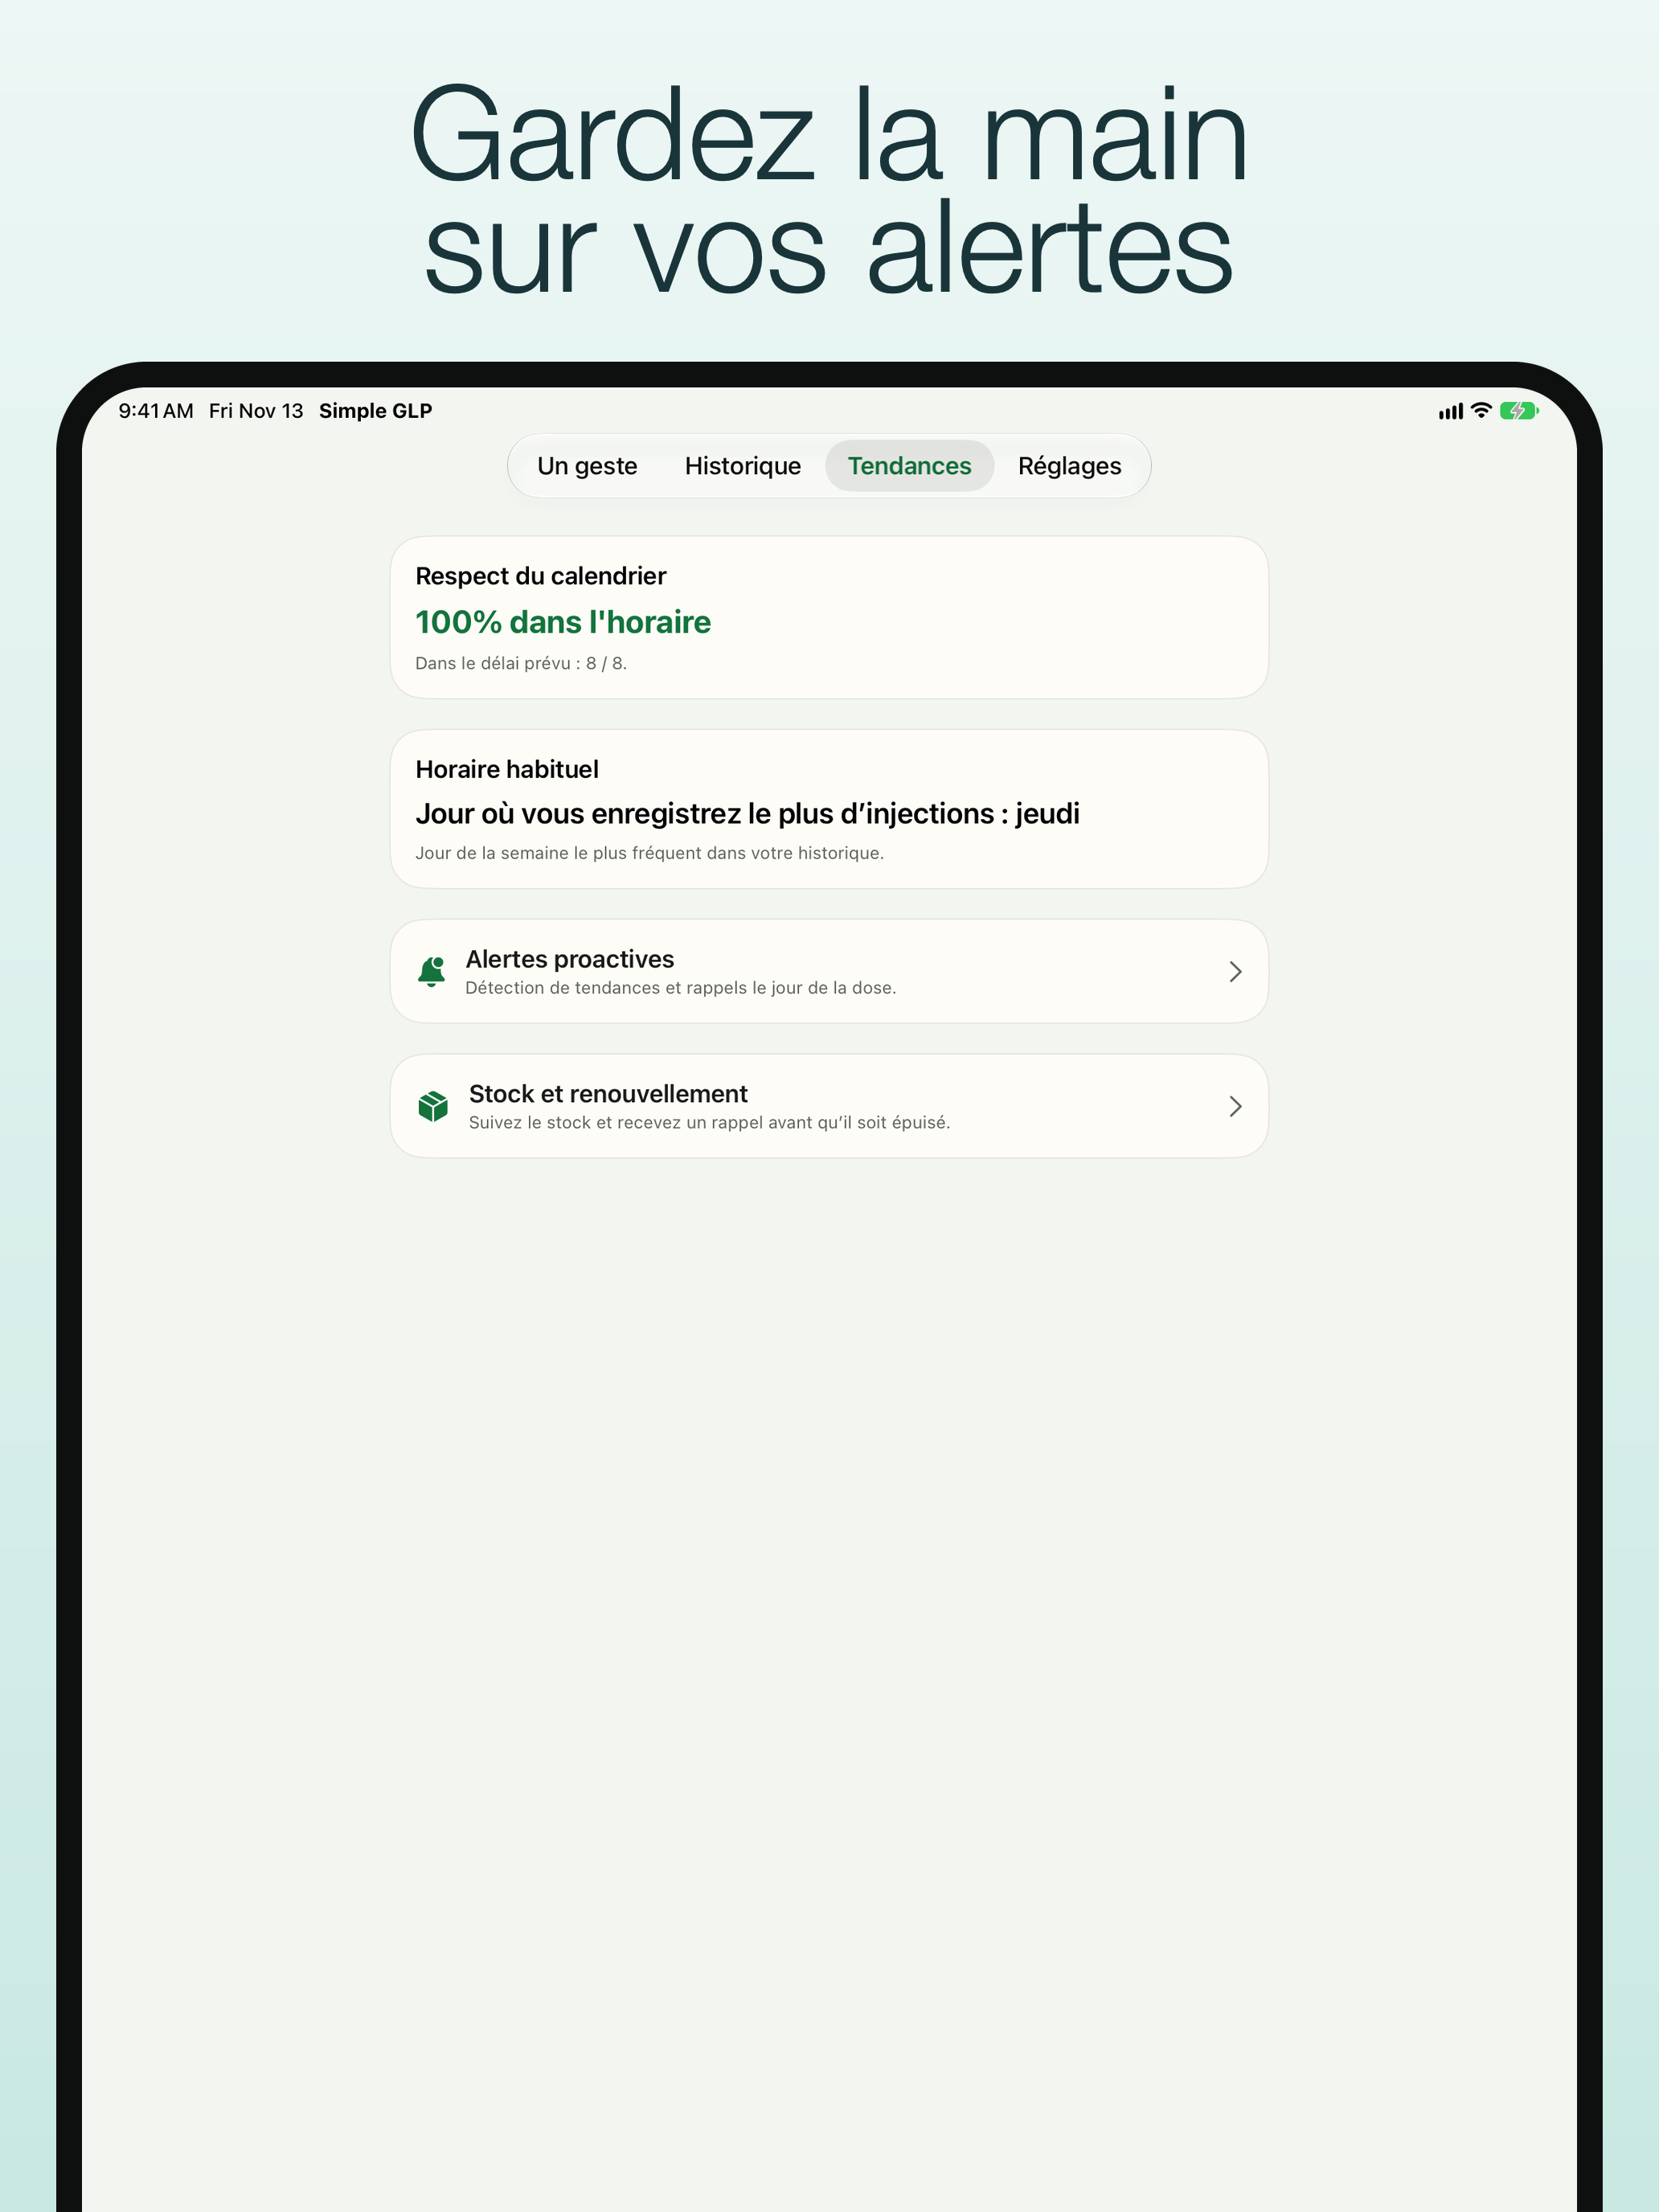 Gardez la main
sur vos alertes
9:41 AM Fri Nov 13 Simple GLP
Un geste Historique Tendances Réglages
Respect du calendrier
100% dans l'horaire
Dans le délai prévu : 8 / 8.
Horaire habituel
Jour où vous enregistrez le plus d’injections : jeudi
Jour de la semaine le plus fréquent dans votre historique.
Alertes proactives
Détection de tendances et rappels le jour de la dose.
Stock et renouvellement
Suivez le stock et recevez un rappel avant qu’il soit épuisé.